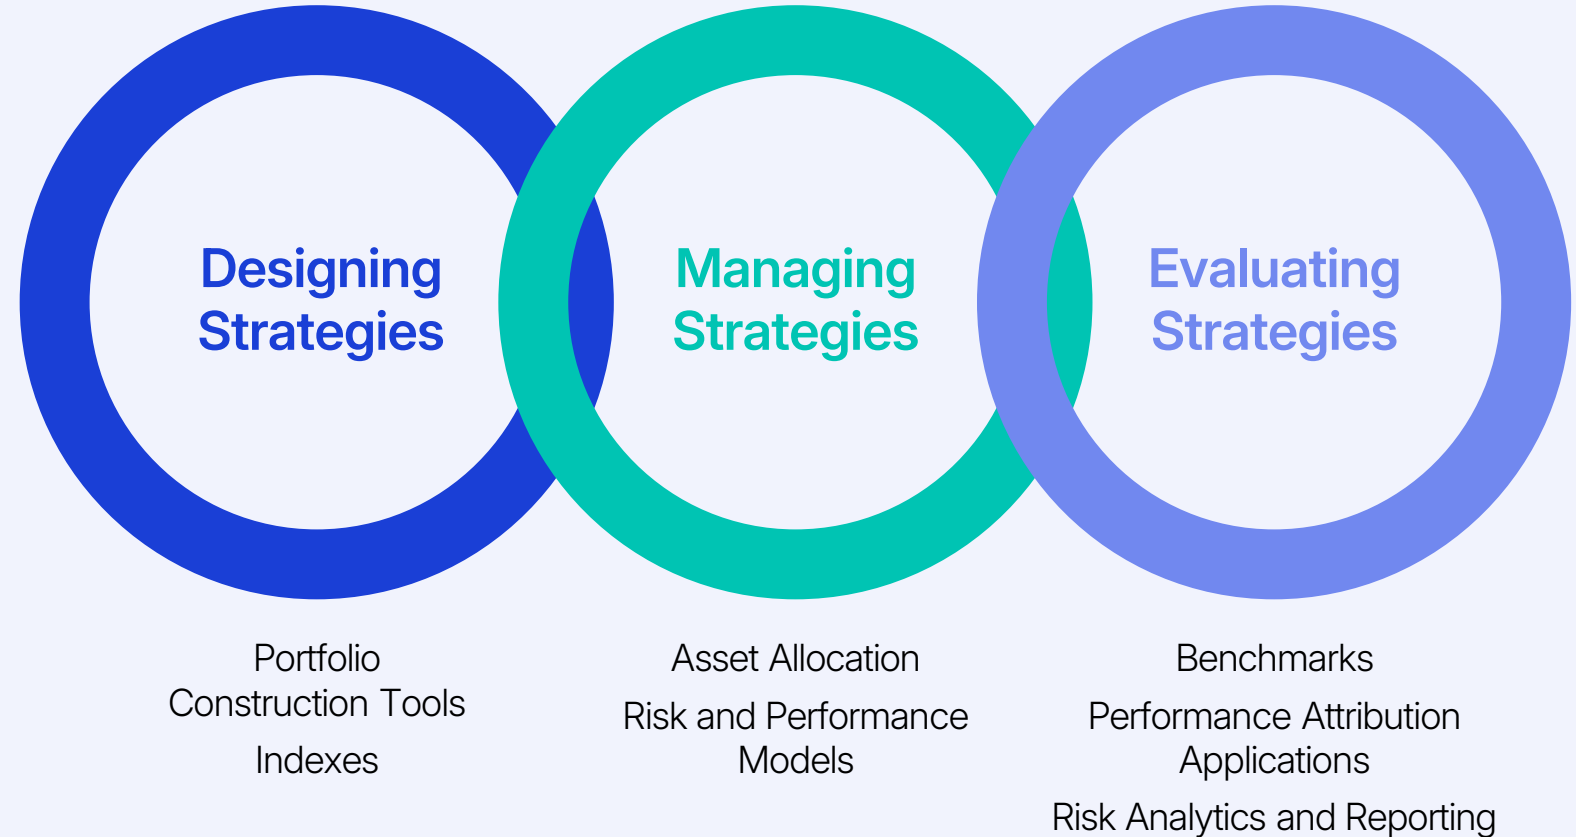 Designing
Strategies
Managing
Strategies
Evaluating
Strategies
Portfolio
Construction Tools
Indexes
Asset Allocation
Risk and Performance
Models
Benchmarks
Performance Attribution
Applications
Risk Analytics and Reporting